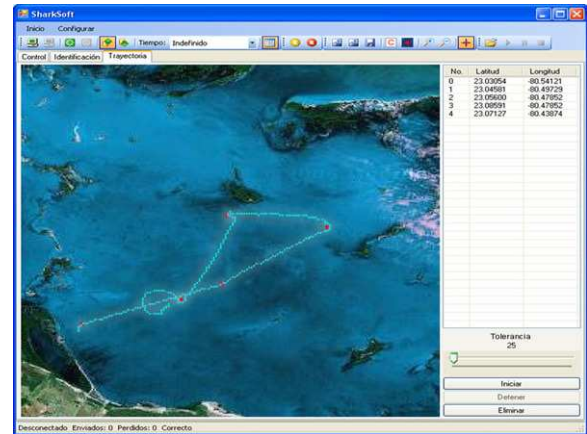 SharkSoft
Inicio Configurar
Tiempo: Indefinido
Control Identificación Trayectoria
No. Latitud Longitud
0 23.03054 -80.54121
1 23.04581 -80.49729
2 23.05600 -80.47852
3 23.08591 -80.47852
4 23.07127 -80.43874
Tolerancia
25
Iniciar
Detener
Eliminar
Desconectado Enviados: 0 Perdidos: 0 Correcto